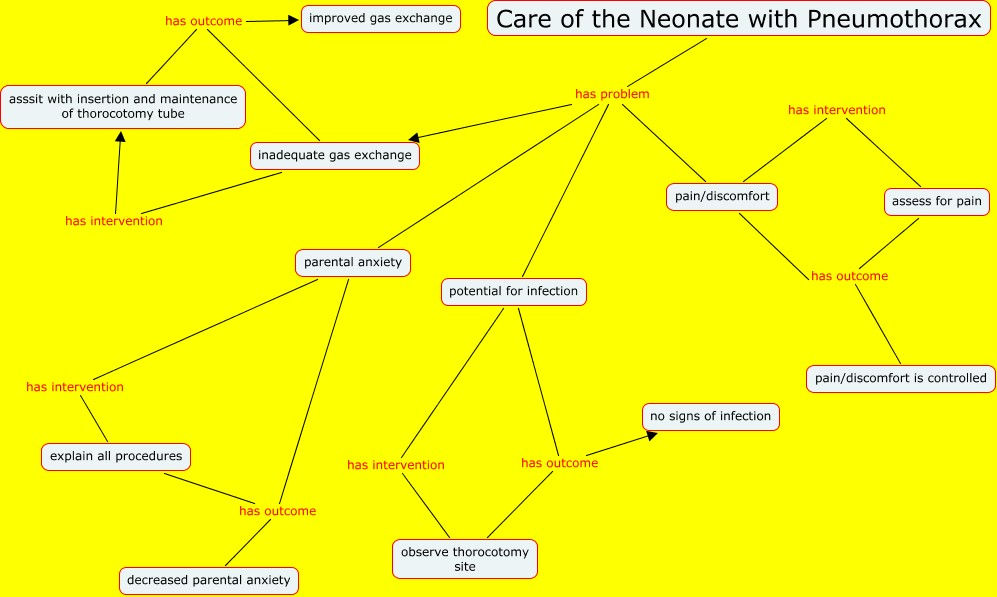 has outcome
improved gas exchange
Care of the Neonate with Pneumothorax
asssit with insertion and maintenance
of thorocotomy tube
has problem
has intervention
inadequate gas exchange
pain/discomfort
assess for pain
has intervention
parental anxiety
has outcome
potential for infection
pain/discomfort is controlled
has intervention
no signs of infection
explain all procedures
has intervention
has outcome
has outcome
observe thorocotomy
site
decreased parental anxiety